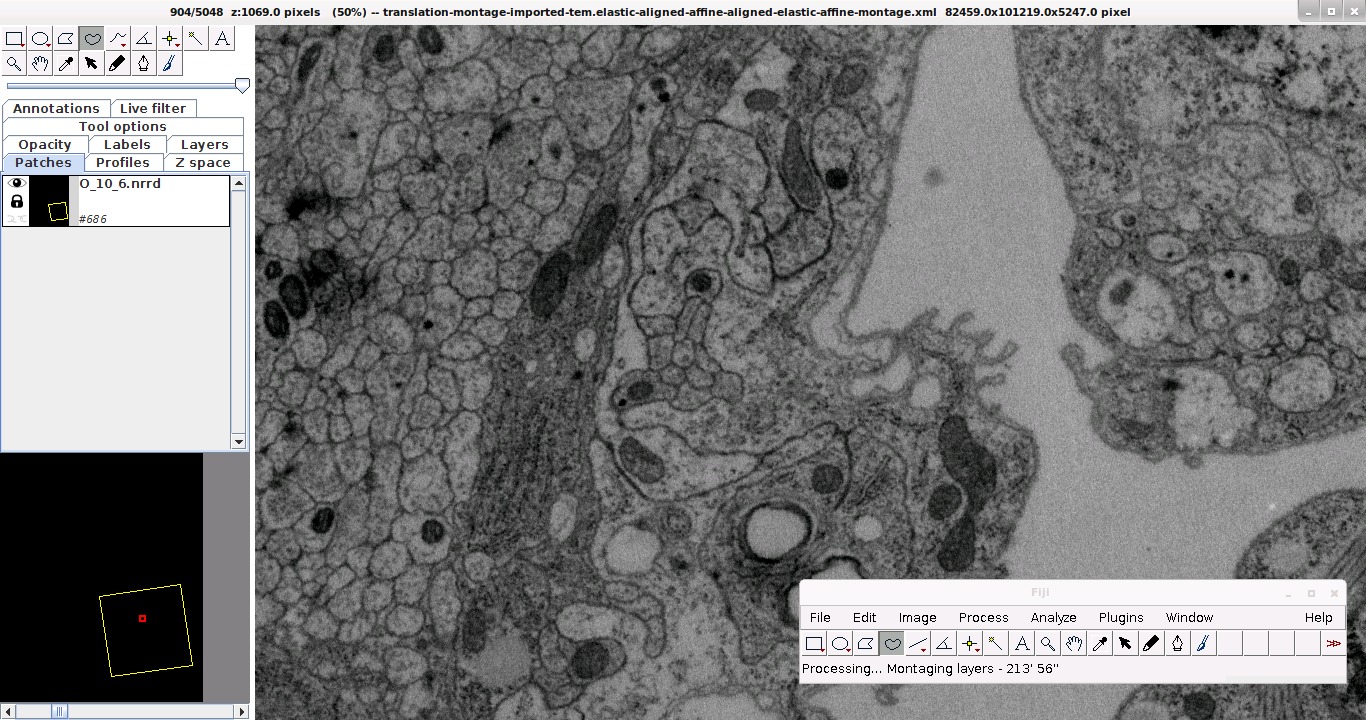 904/5048 z:1069.0 pixels (50%) -- translation-montage-imported-tem.elastic-aligned-affine-aligned-elastic-affine-montage.xml 82459.0x101219.0x5247.0 pixel
Annotations Live filter
Tool options
Opacity Labels Layers
Patches Profiles Z space
O_10_6.nrrd
#686
Fiji
File Edit Image Process Analyze Plugins Window Help
Processing... Montaging layers - 213' 56''